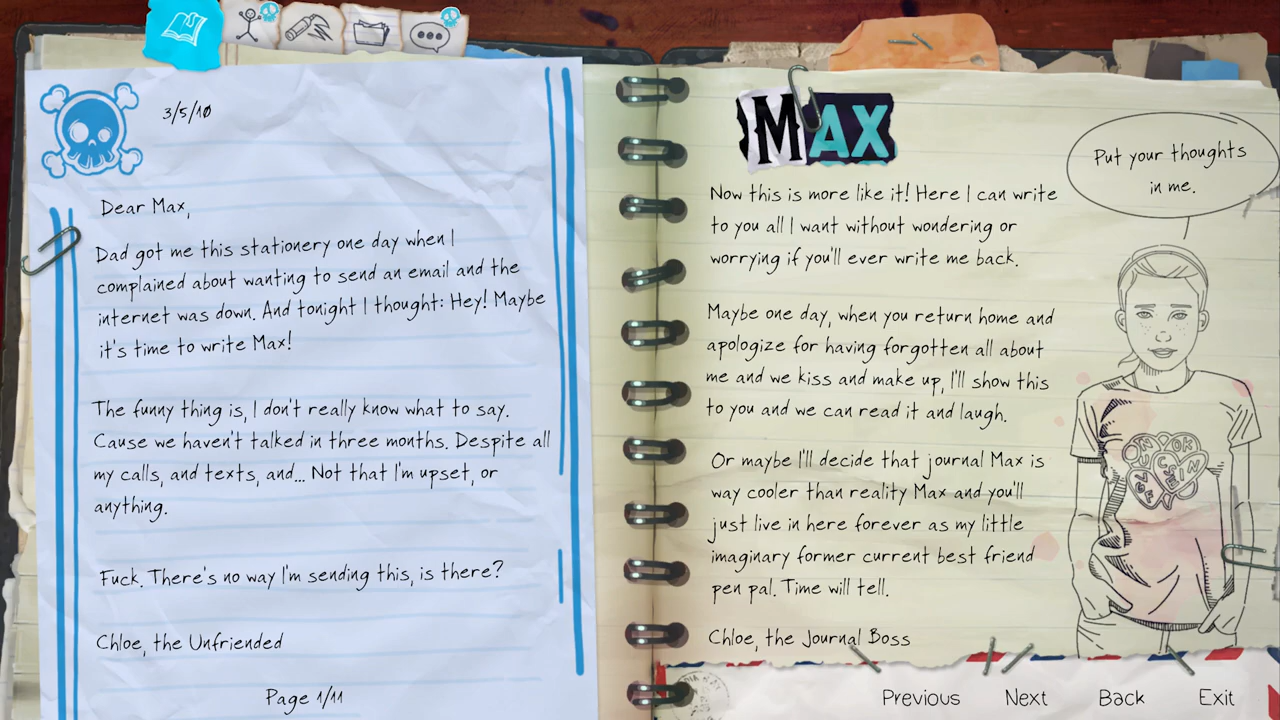 3/5/10
Dear Max,
Dad got me this stationery one day when I
complained about wanting to send an email and the
internet was down. And tonight I thought: Hey! Maybe
it's time to write Max!
The funny thing is, I don't really know what to say.
Cause we haven't talked in three months. Despite all
my calls, and texts, and... Not that I'm upset, or
anything.
Fuck. There's no way I'm sending this, is there?
Chloe, the Unfriended
Page 1/11
MAX
Now this is more like it! Here I can write
to you all I want without wondering or
worrying if you'll ever write me back.
Maybe one day, when you return home and
apologize for having forgotten all about
me and we kiss and make up, I'll show this
to you and we can read it and laugh.
Or maybe I'll decide that journal Max is
way cooler than reality Max and you'll
just live in here forever as my little
imaginary former current best friend
pen pal. Time will tell.
Chloe, the Journal Boss
Put your thoughts
in me.
Previous Next Back Exit